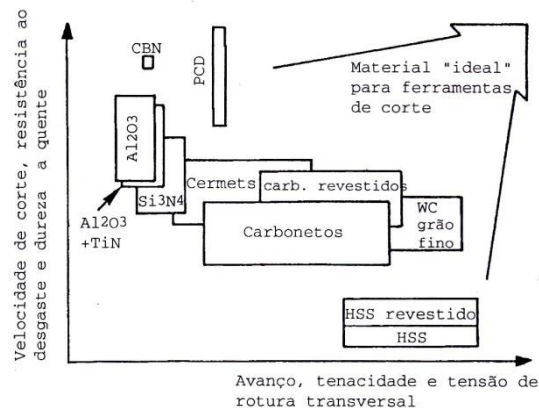 Velocidade de corte, resistência ao
desgaste e dureza a quente
CBN
PCD
Material "ideal"
para ferramentas
de corte
Al2O3
Si3N4
Cermets
carb. revestidos
Al2O3
+TiN
Carbonetos
WC
grão
fino
HSS revestido
HSS
Avanço, tenacidade e tensão de
rotura transversal